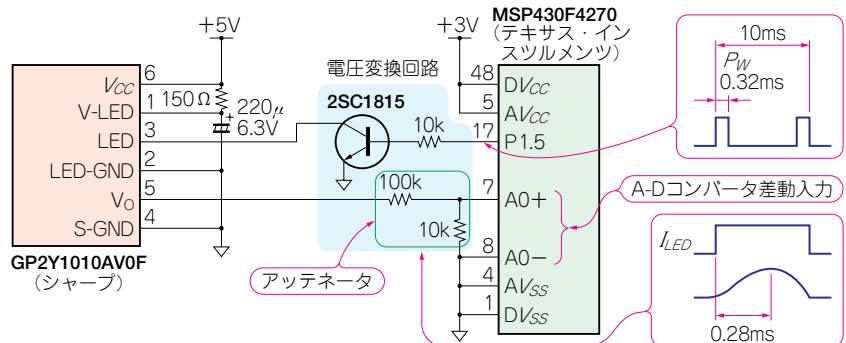 +5V
6
VCC
150Ω
1
V-LED
220μ
6.3V
+
3
LED
2
LED-GND
5
VO
4
S-GND
GP2Y1010AV0F
(シャープ)
電圧変換回路
2SC1815
10k
100k
10k
アッテネータ
+3V
MSP430F4270
(テキサス・イン
スツルメンツ)
48
DVCC
5
AVCC
17
P1.5
7
A0+
8
A0−
4
AVSS
1
DVSS
10ms
PW
0.32ms
A-Dコンバータ差動入力
ILED
0.28ms